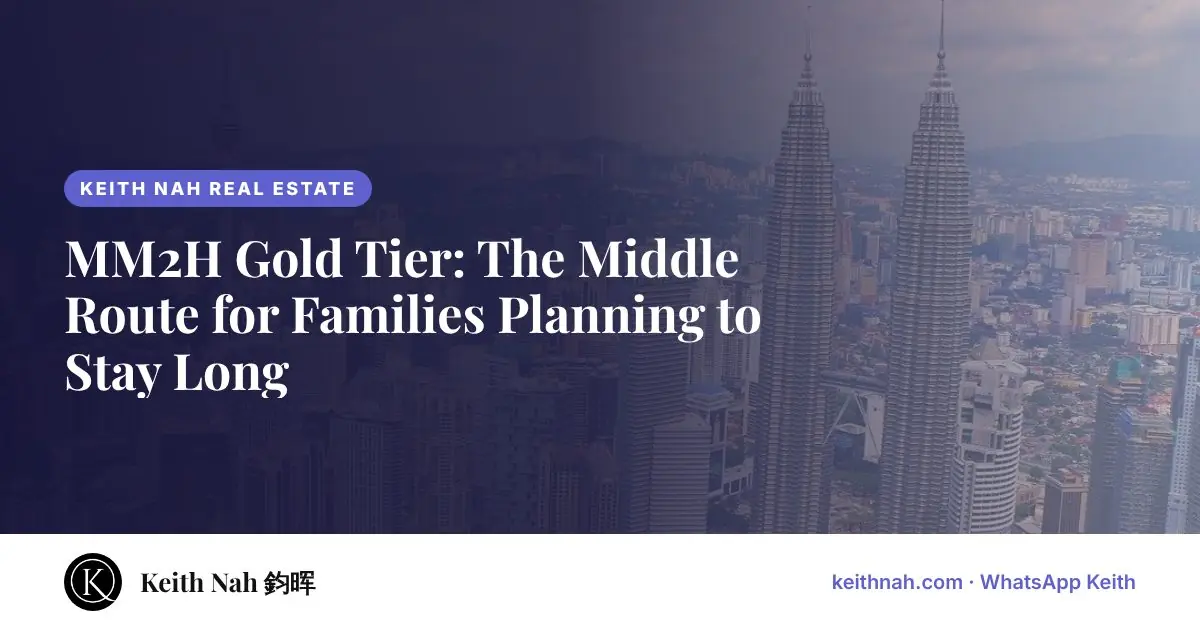 KEITH NAH REAL ESTATE
MM2H Gold Tier: The Middle
Route for Families Planning to
Stay Long
K
Keith Nah 鈞晖
keithnah.com · WhatsApp Keith